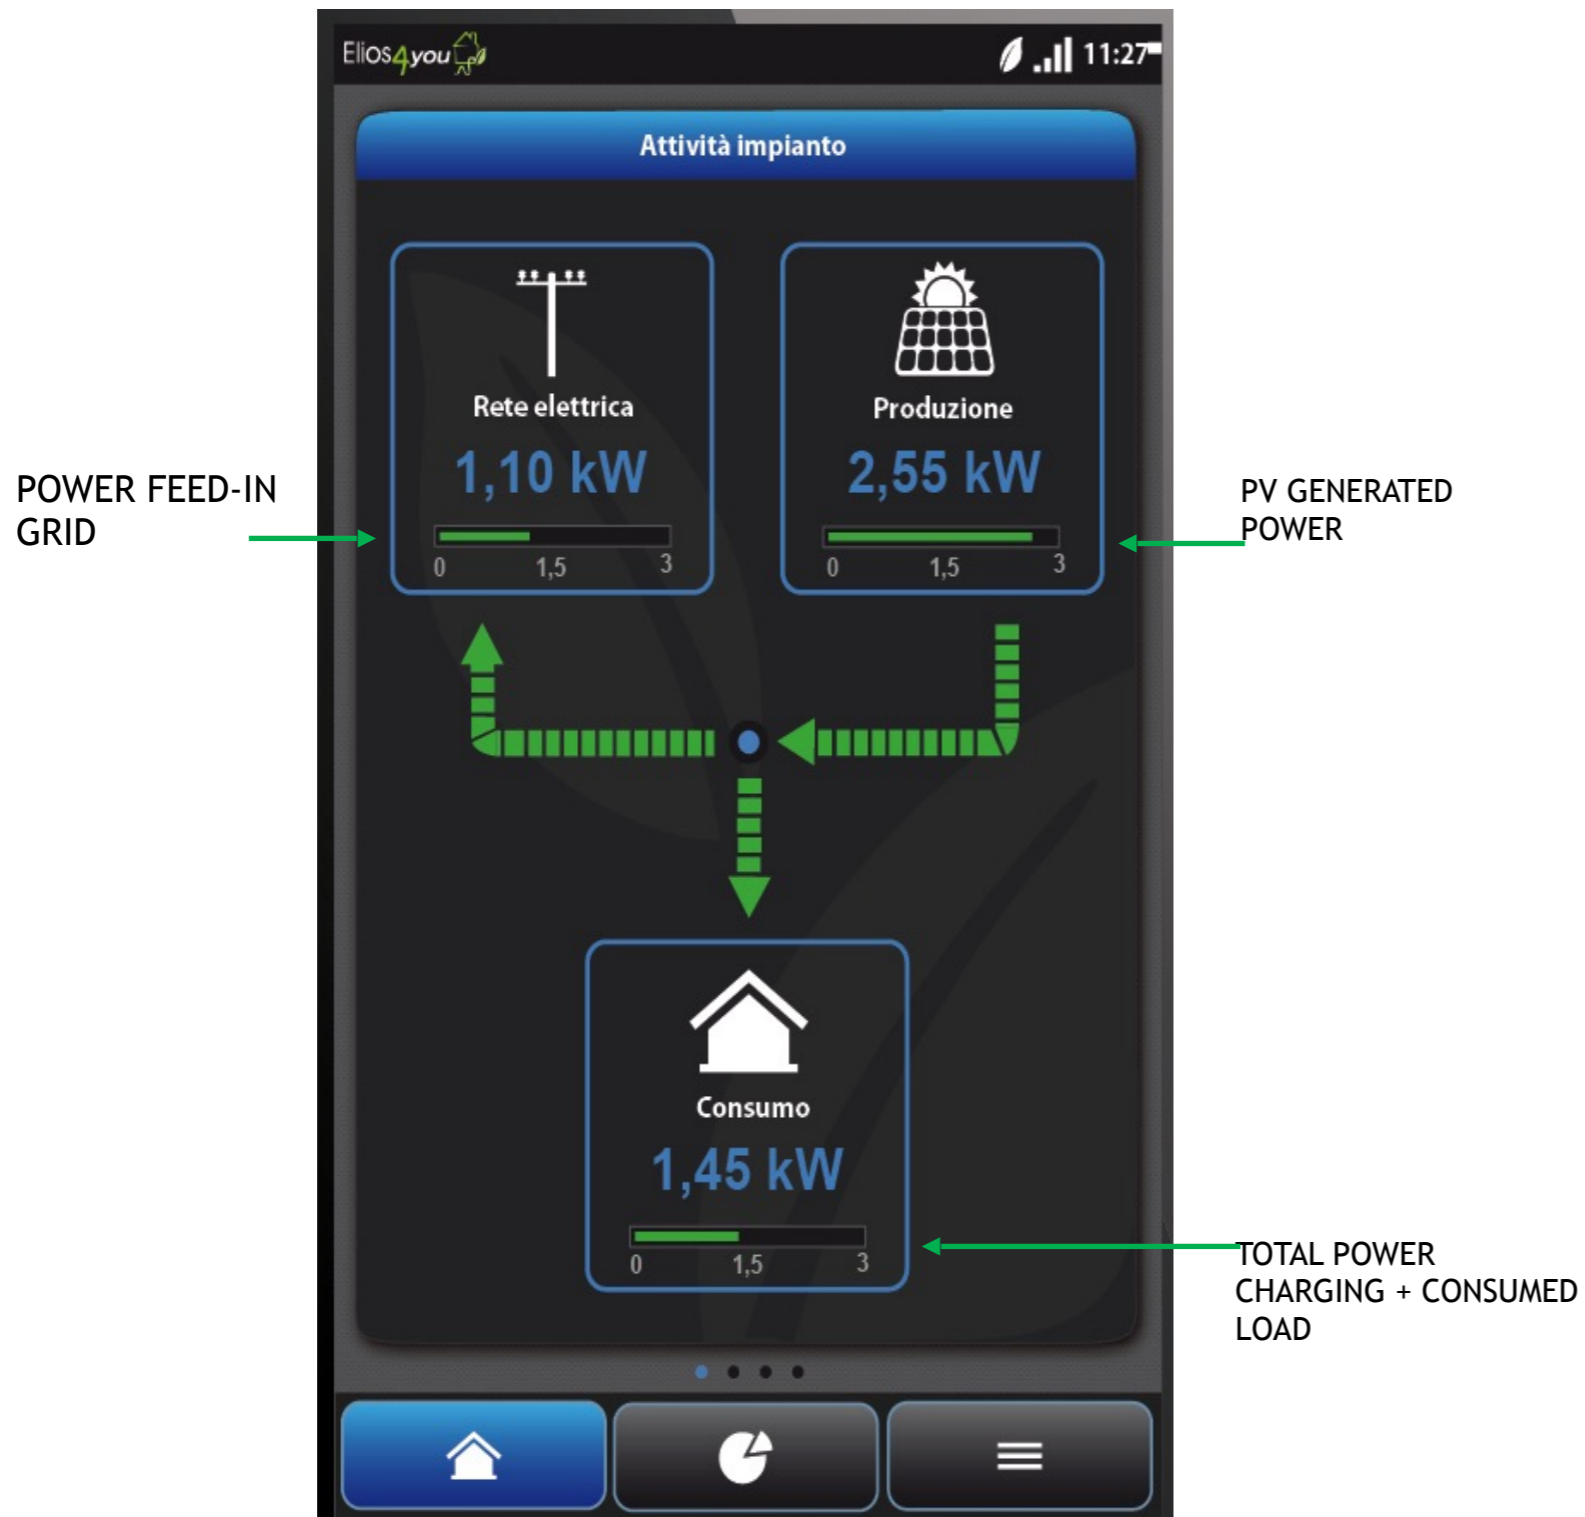 Elios4you
11:27
Attività impianto
Rete elettrica
1,10 kW
0 1,5 3
Produzione
2,55 kW
0 1,5 3
POWER FEED-IN
GRID
PV GENERATED
POWER
Consumo
1,45 kW
0 1,5 3
TOTAL POWER
CHARGING + CONSUMED
LOAD